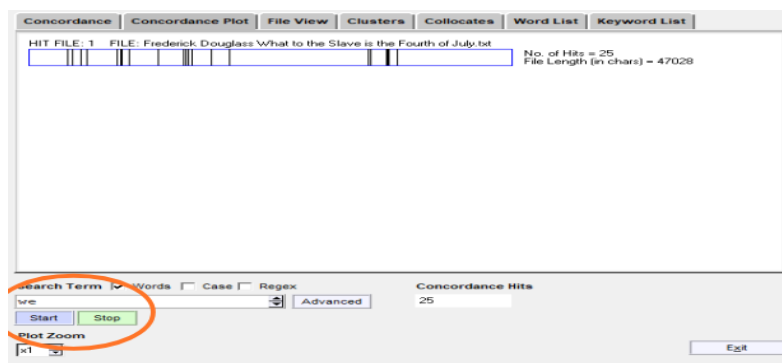 Concordance Concordance Plot File View Clusters Collocates Word List Keyword List
HIT FILE: 1 FILE: Frederick Douglass What to the Slave is the Fourth of July.txt
No. of Hits = 25
File Length (in chars) = 47028
Search Term Words Case Regex
Concordance Hits
we Advanced 25
Start Stop
Plot Zoom
x1 Exit